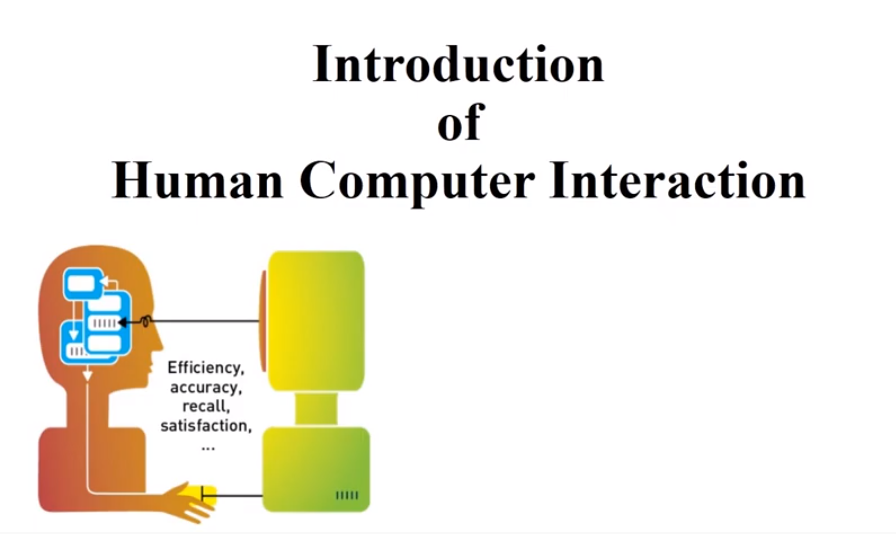 Introduction
of
Human Computer Interaction
Efficiency,
accuracy,
recall,
satisfaction,
...